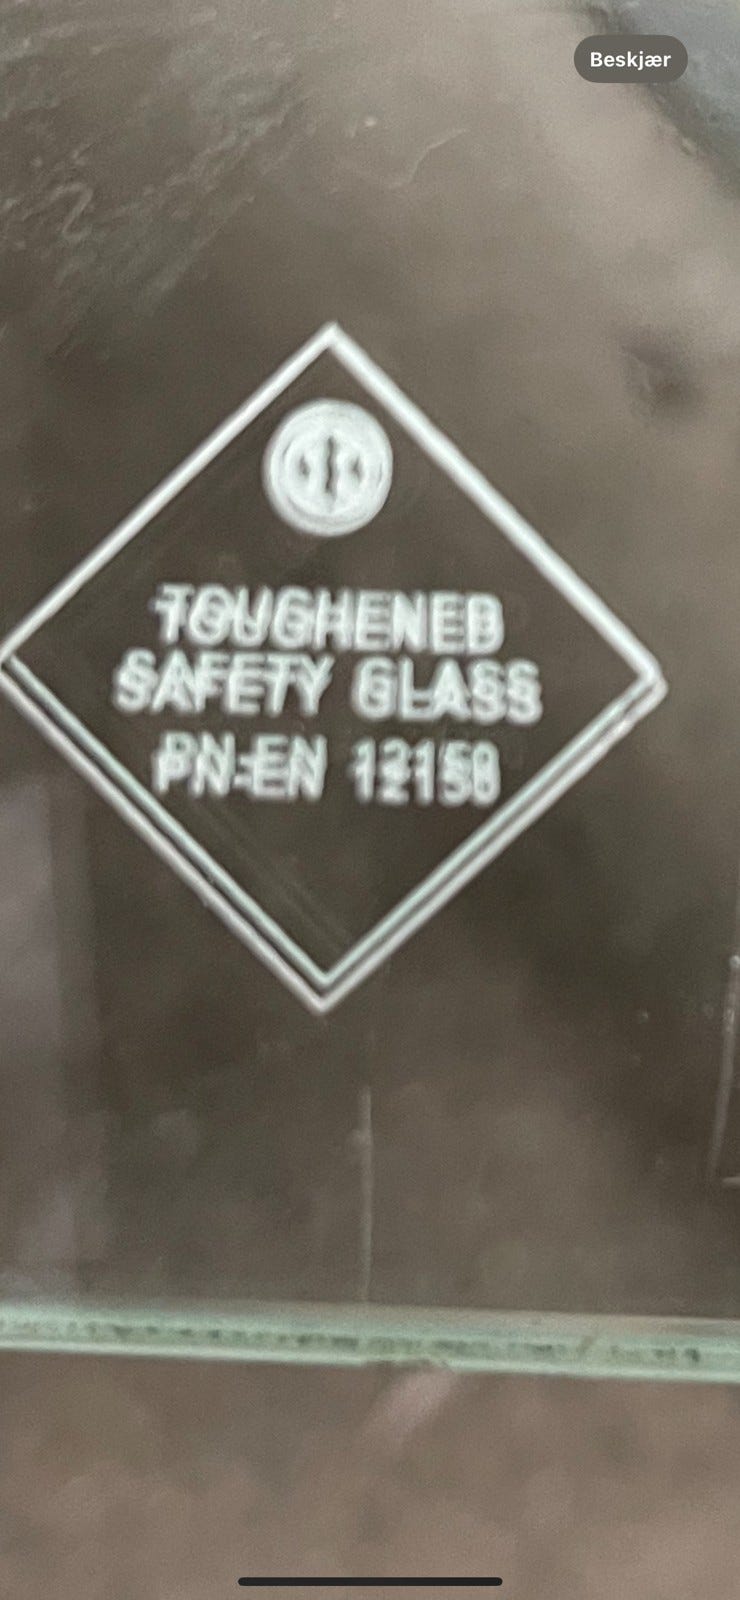 Beskjær
TOUGHENED
SAFETY GLASS
PN-EN 12150